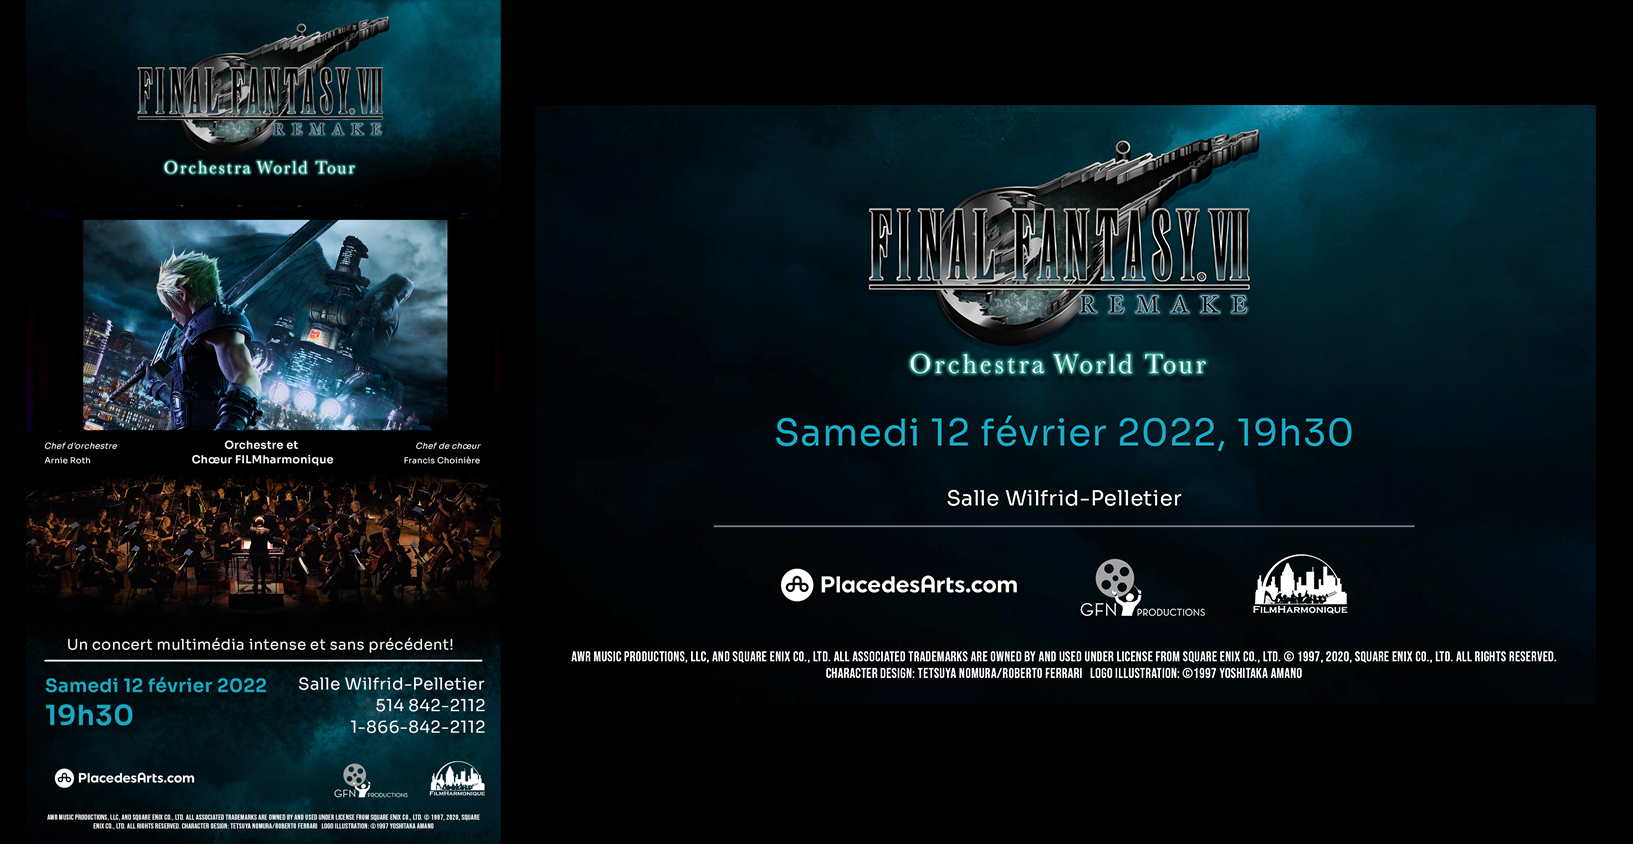 FINAL FANTASY VII
REMAKE
Orchestra World Tour
Chef d'orchestre
Arnie Roth
Orchestre et
Chœur FILMharmonique
Chef de chœur
Francis Choinière
Un concert multimédia intense et sans précédent!
Samedi 12 février 2022
19h30
Salle Wilfrid-Pelletier
514 842-2112
1-866-842-2112
PlacedesArts.com
GFN PRODUCTIONS
FILMHARMONIQUE
AWR MUSIC PRODUCTIONS, LLC, AND SQUARE ENIX CO., LTD. ALL ASSOCIATED TRADEMARKS ARE OWNED BY AND USED UNDER LICENSE FROM SQUARE ENIX CO., LTD. © 1997, 2020, SQUARE
ENIX CO., LTD. ALL RIGHTS RESERVED. CHARACTER DESIGN: TETSUYA NOMURA/ROBERTO FERRARI LOGO ILLUSTRATION: ©1997 YOSHITAKA AMANO
FINAL FANTASY VII
REMAKE
Orchestra World Tour
Samedi 12 février 2022, 19h30
Salle Wilfrid-Pelletier
PlacedesArts.com
GFN PRODUCTIONS
FILMHARMONIQUE
AWR MUSIC PRODUCTIONS, LLC, AND SQUARE ENIX CO., LTD. ALL ASSOCIATED TRADEMARKS ARE OWNED BY AND USED UNDER LICENSE FROM SQUARE ENIX CO., LTD. © 1997, 2020, SQUARE ENIX CO., LTD. ALL RIGHTS RESERVED.
CHARACTER DESIGN: TETSUYA NOMURA/ROBERTO FERRARI LOGO ILLUSTRATION: ©1997 YOSHITAKA AMANO